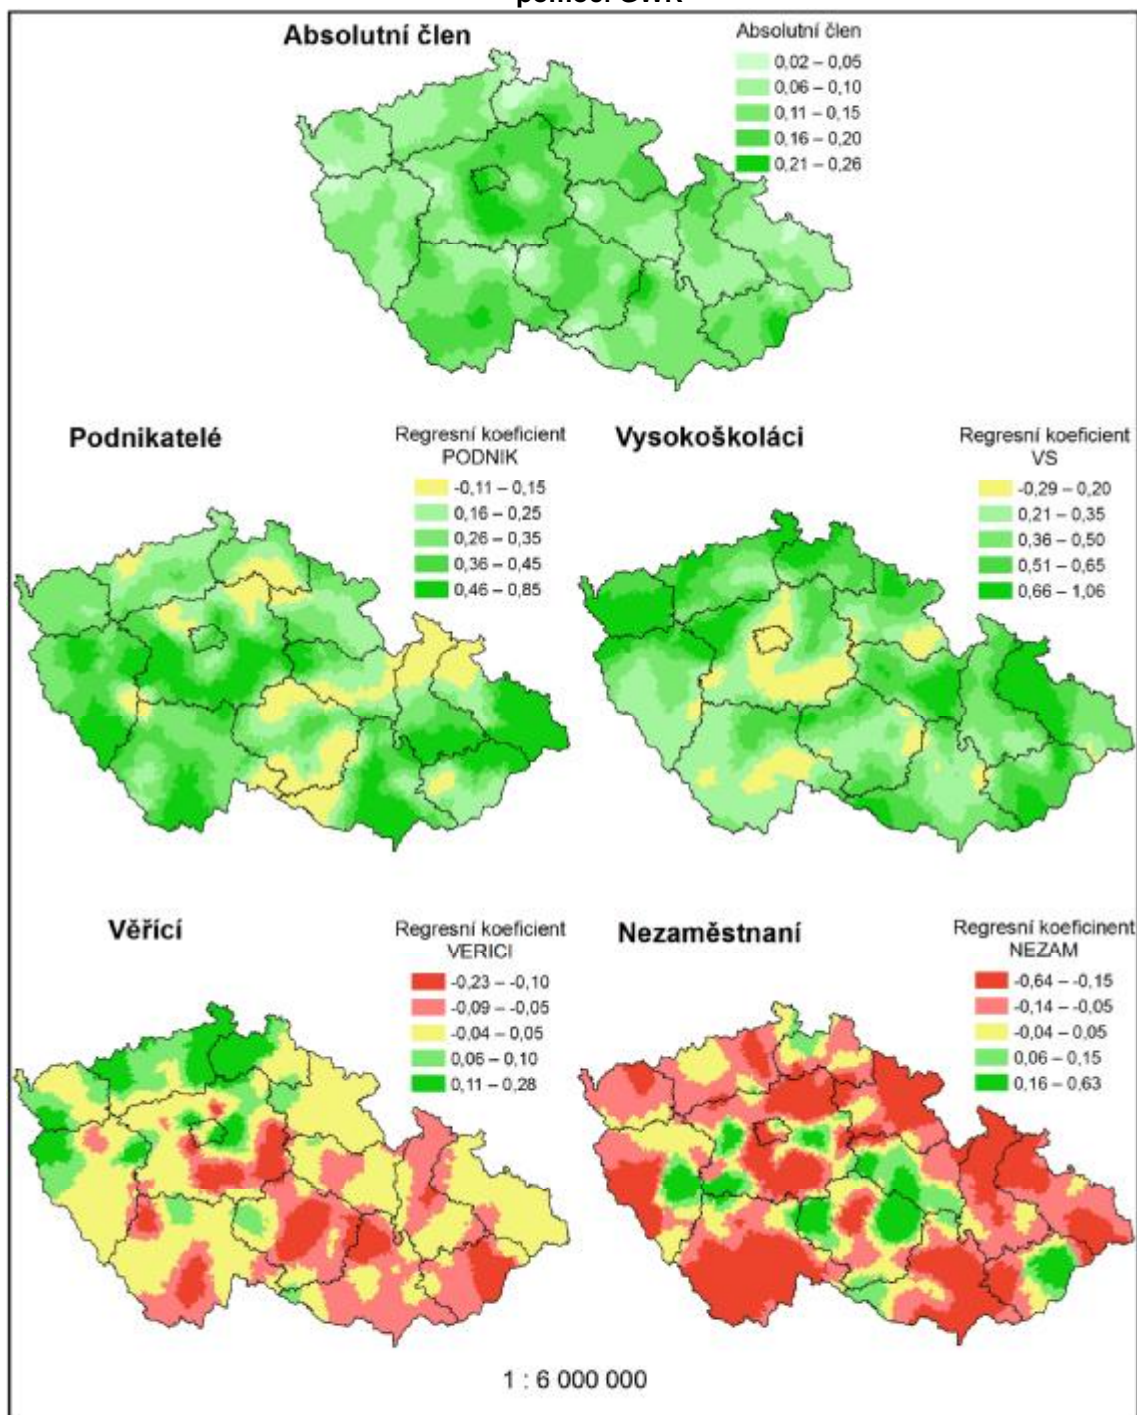 pomocí GWR
Absolutní člen
Absolutní člen
0,02 – 0,05
0,06 – 0,10
0,11 – 0,15
0,16 – 0,20
0,21 – 0,26
Podnikatelé
Regresní koeficient
PODNIK
-0,11 – 0,15
0,16 – 0,25
0,26 – 0,35
0,36 – 0,45
0,46 – 0,85
Vysokoškoláci
Regresní koeficient
VS
-0,29 – 0,20
0,21 – 0,35
0,36 – 0,50
0,51 – 0,65
0,66 – 1,06
Věřící
Regresní koeficient
VERICI
-0,23 – -0,10
-0,09 – -0,05
-0,04 – 0,05
0,06 – 0,10
0,11 – 0,28
Nezaměstnaní
Regresní koeficinent
NEZAM
-0,64 – -0,15
-0,14 – -0,05
-0,04 – 0,05
0,06 – 0,15
0,16 – 0,63
1 : 6 000 000